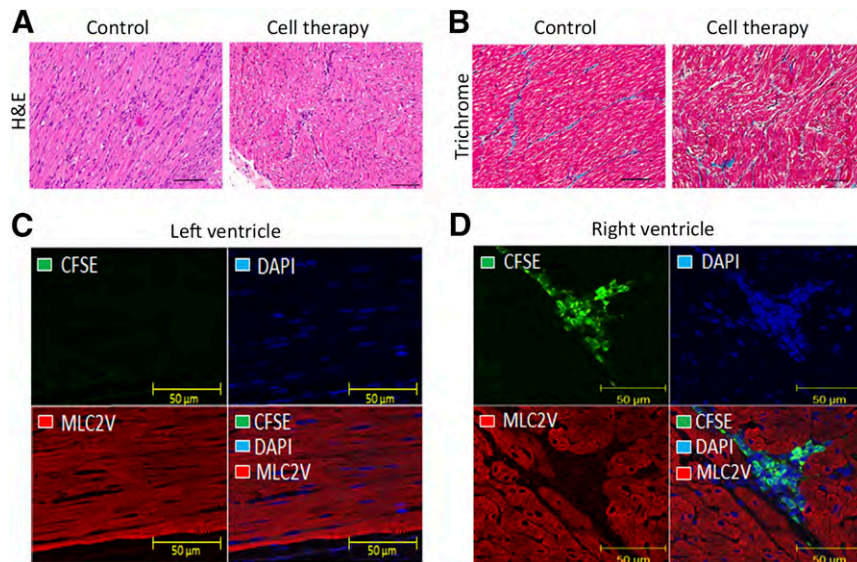 A
Control
Cell therapy
H&E
B
Control
Cell therapy
Trichrome
C
Left ventricle
CFSE
50 µm
DAPI
50 µm
MLC2V
50 µm
CFSE
DAPI
MLC2V
50 µm
D
Right ventricle
CFSE
50 µm
DAPI
50 µm
MLC2V
50 µm
CFSE
DAPI
MLC2V
50 µm